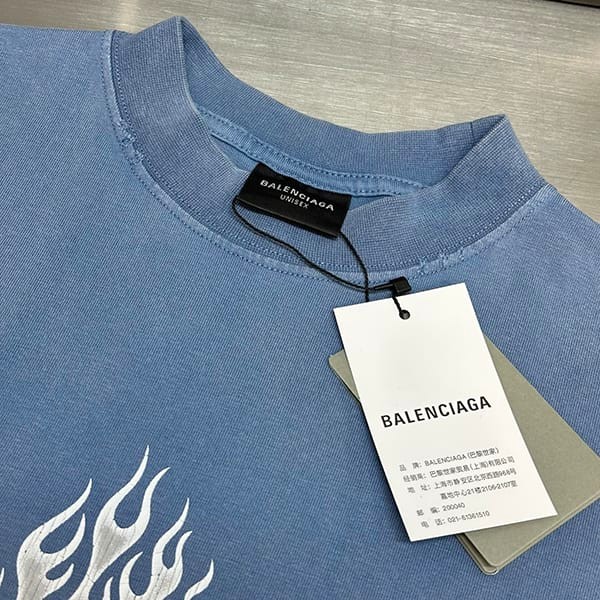 BALENCIAGA
UNISEX
BALENCIAGA
品 牌: BALENCIAGA (巴黎世家)
经销商: 巴黎世家贸易 (上海) 有限公司
地 址: 上海市静安区北京西路968号
嘉地中心21楼2106-2107室
邮 编: 200040
电 话: 021-61361510